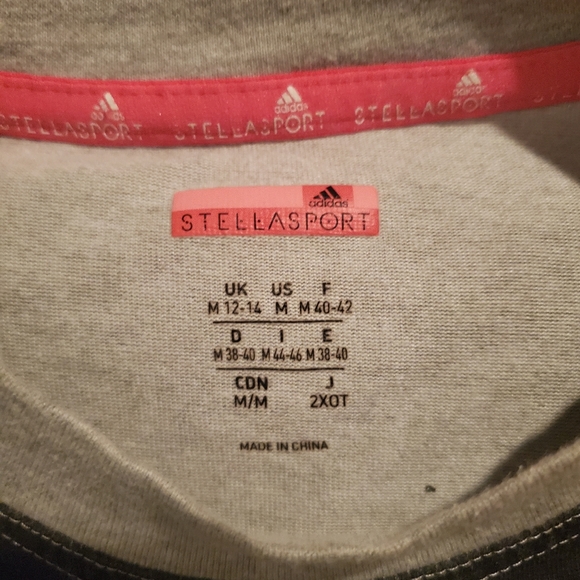 adidas adidas adidas
STELLASPORT STELLASPORT STELLASPORT
adidas
STELLASPORT
UK US F
M 12-14 M M 40-42
D I E
M 38-40 M 44-46 M 38-40
CDN J
M/M 2XOT
MADE IN CHINA